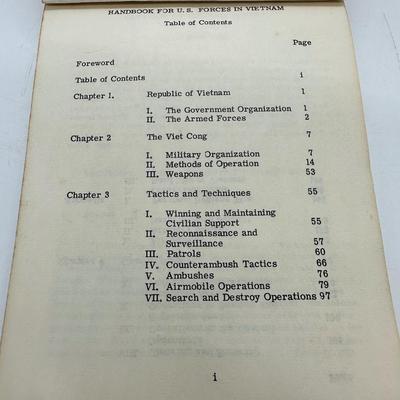 HANDBOOK FOR U.S. FORCES IN VIETNAM
Table of Contents
Page
Foreword
Table of Contents i
Chapter I. Republic of Vietnam 1
I. The Government Organization 1
II. The Armed Forces 2
Chapter 2 The Viet Cong 7
I. Military Organization 7
II. Methods of Operation 14
III. Weapons 53
Chapter 3 Tactics and Techniques 55
I. Winning and Maintaining
Civilian Support 55
II. Reconnaissance and
Surveillance 57
III. Patrols 60
IV. Counterambush Tactics 66
V. Ambushes 76
VI. Airmobile Operations 79
VII. Search and Destroy Operations 97
i